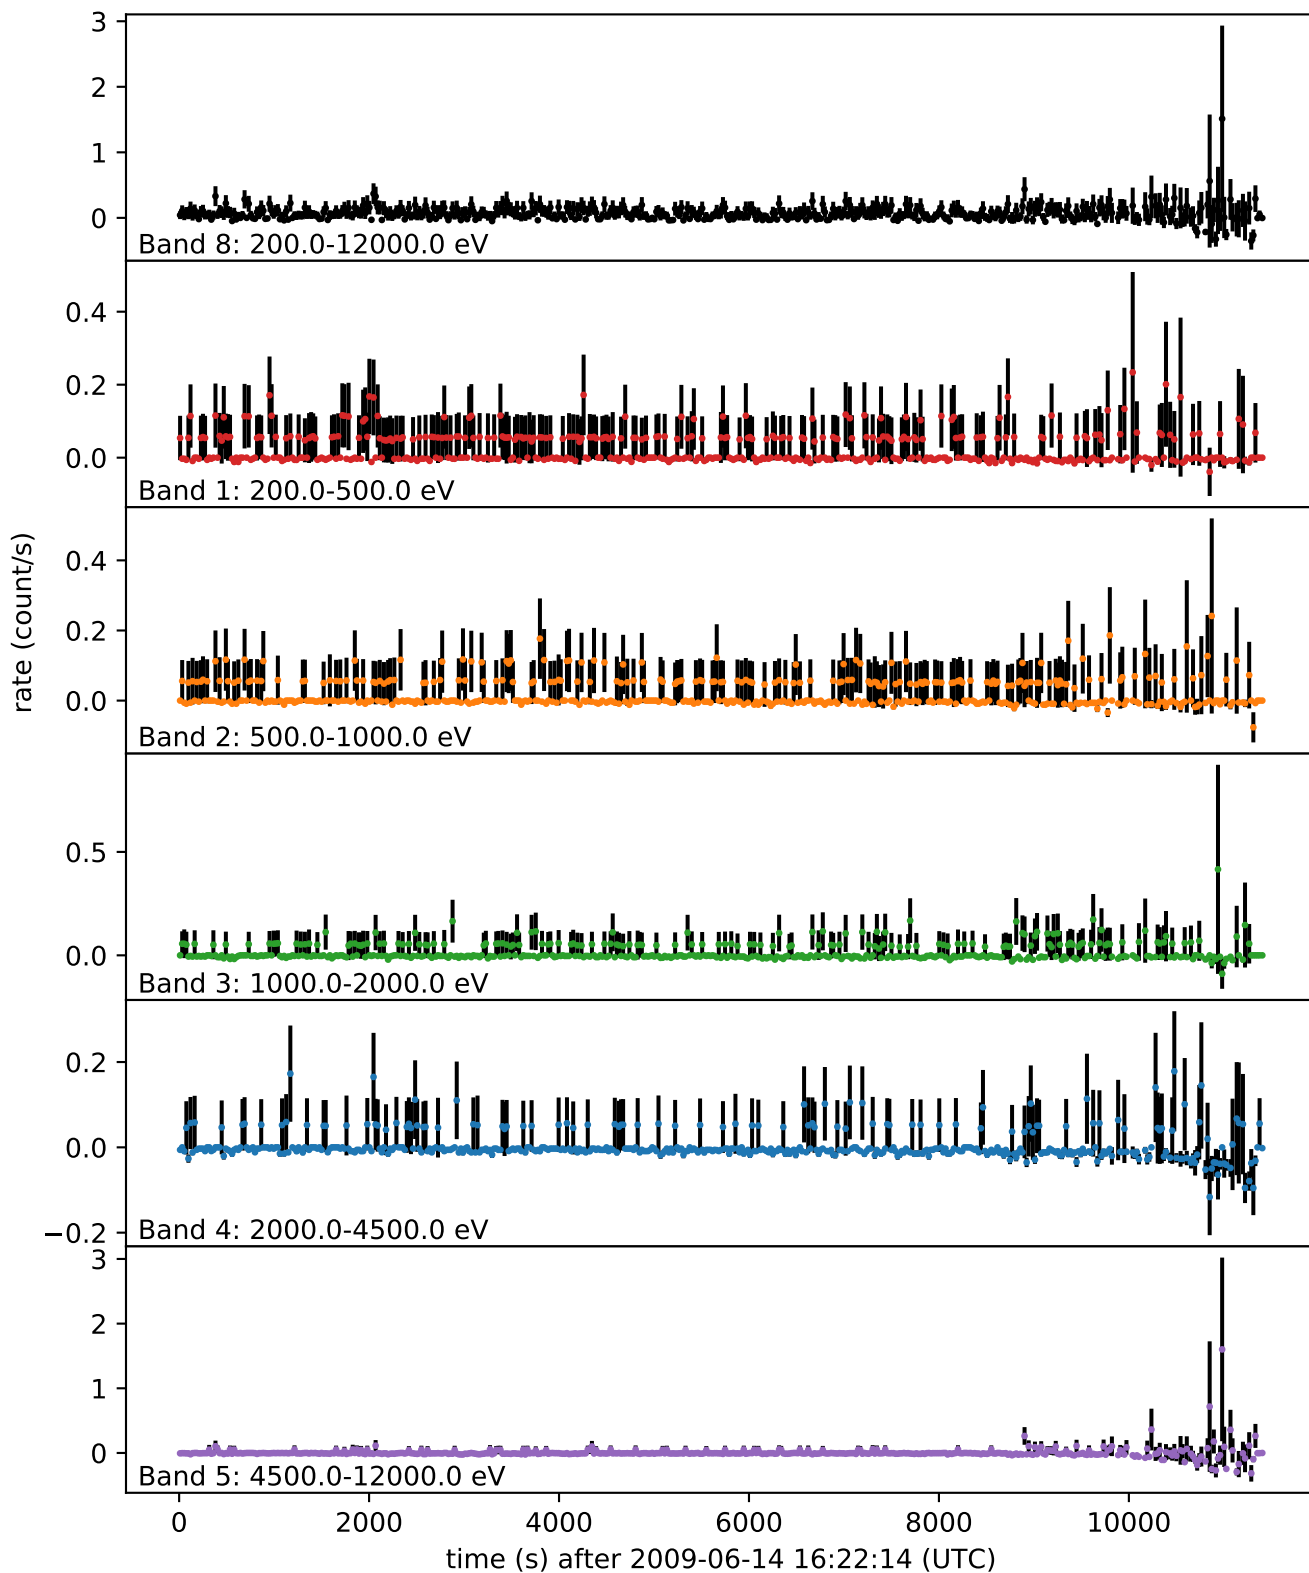 3
2
1
0
Band 8: 200.0-12000.0 eV
0.4
0.2
0.0
Band 1: 200.0-500.0 eV
rate (count/s)
0.4
0.2
0.0
Band 2: 500.0-1000.0 eV
0.5
0.0
Band 3: 1000.0-2000.0 eV
0.2
0.0
−0.2
Band 4: 2000.0-4500.0 eV
3
2
1
0
Band 5: 4500.0-12000.0 eV
0 2000 4000 6000 8000 10000
time (s) after 2009-06-14 16:22:14 (UTC)